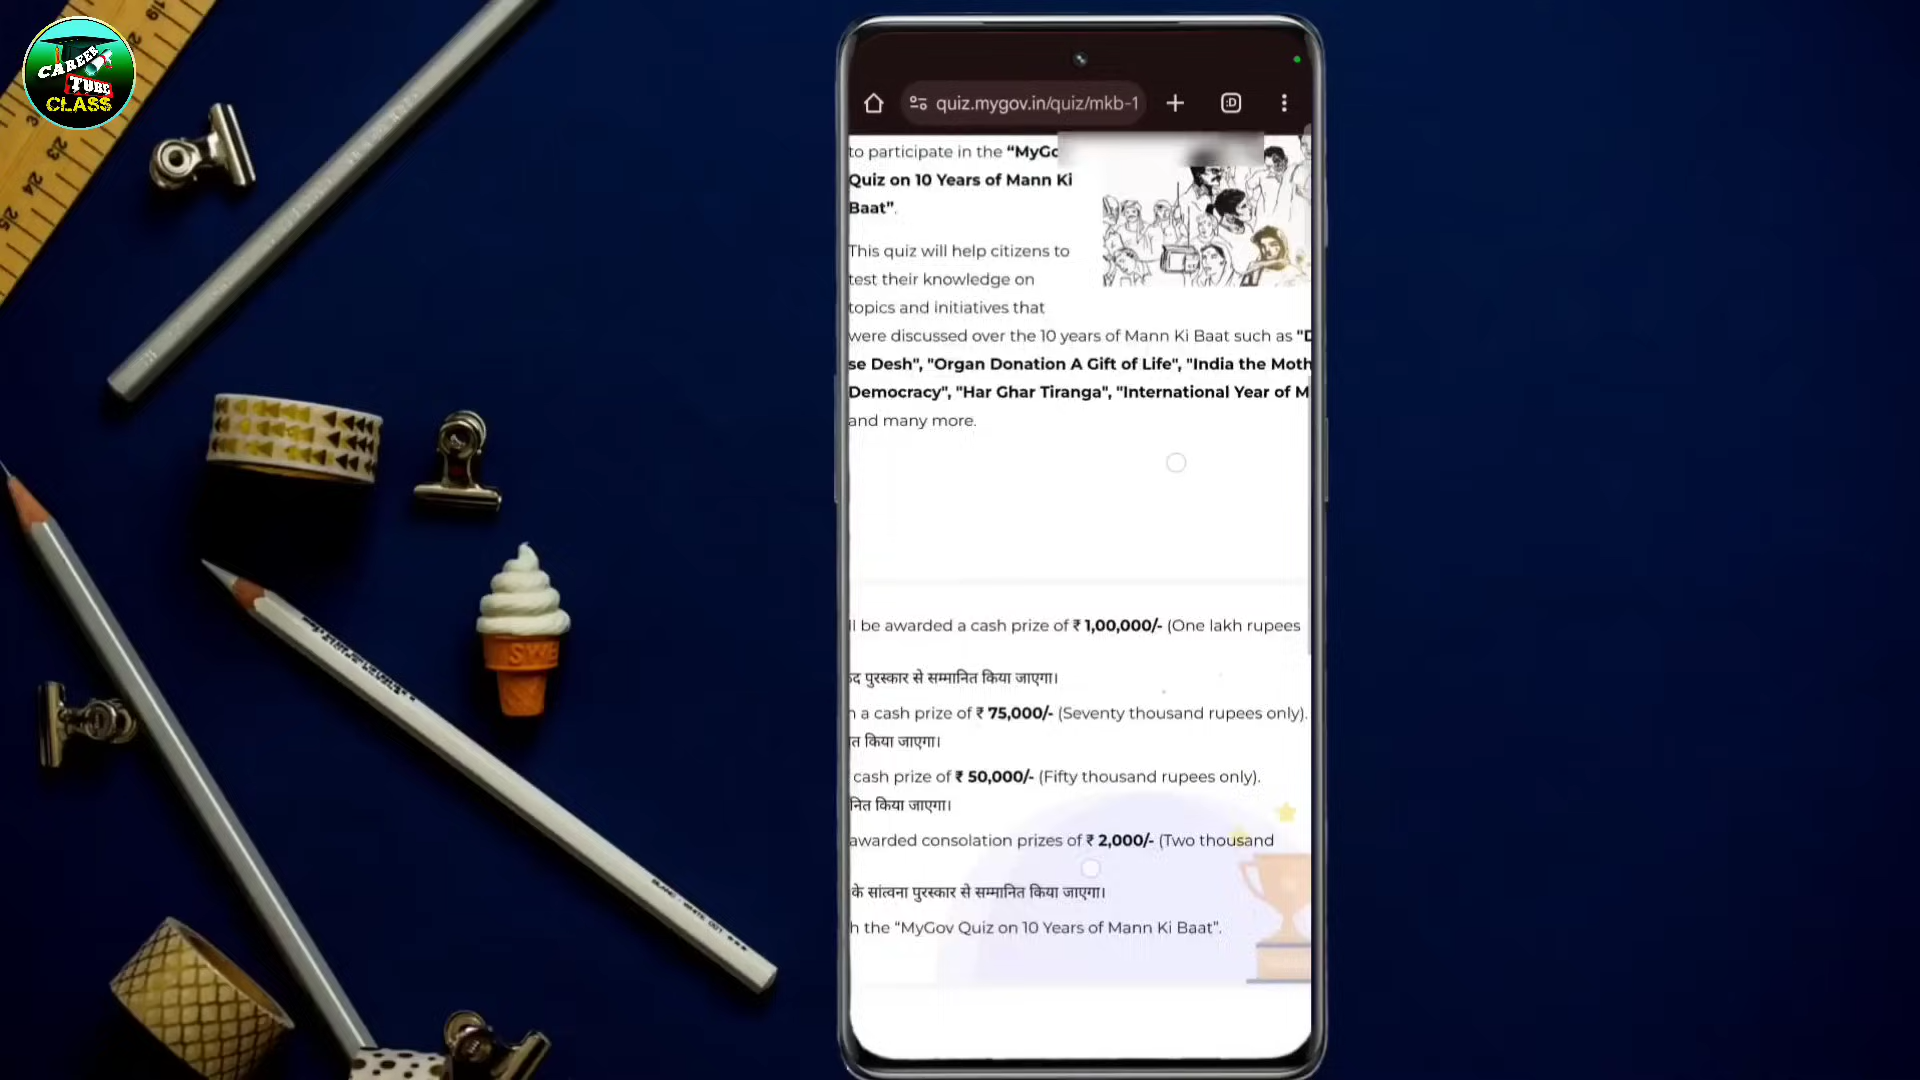 CAREER
TUBE
CLASS
quiz.mygov.in/quiz/mkb-1
:D
to participate in the “MyGo
Quiz on 10 Years of Mann Ki
Baat”.
This quiz will help citizens to
test their knowledge on
topics and initiatives that
were discussed over the 10 years of Mann Ki Baat such as "D
se Desh", "Organ Donation A Gift of Life", "India the Moth
Democracy", "Har Ghar Tiranga", "International Year of M
and many more.
ll be awarded a cash prize of ₹ 1,00,000/- (One lakh rupees
पुरस्कार से सम्मानित किया जाएगा।
a cash prize of ₹ 75,000/- (Seventy thousand rupees only).
त किया जाएगा।
cash prize of ₹ 50,000/- (Fifty thousand rupees only).
नित किया जाएगा।
awarded consolation prizes of ₹ 2,000/- (Two thousand
के सांत्वना पुरस्कार से सम्मानित किया जाएगा।
h the “MyGov Quiz on 10 Years of Mann Ki Baat”.
SWE